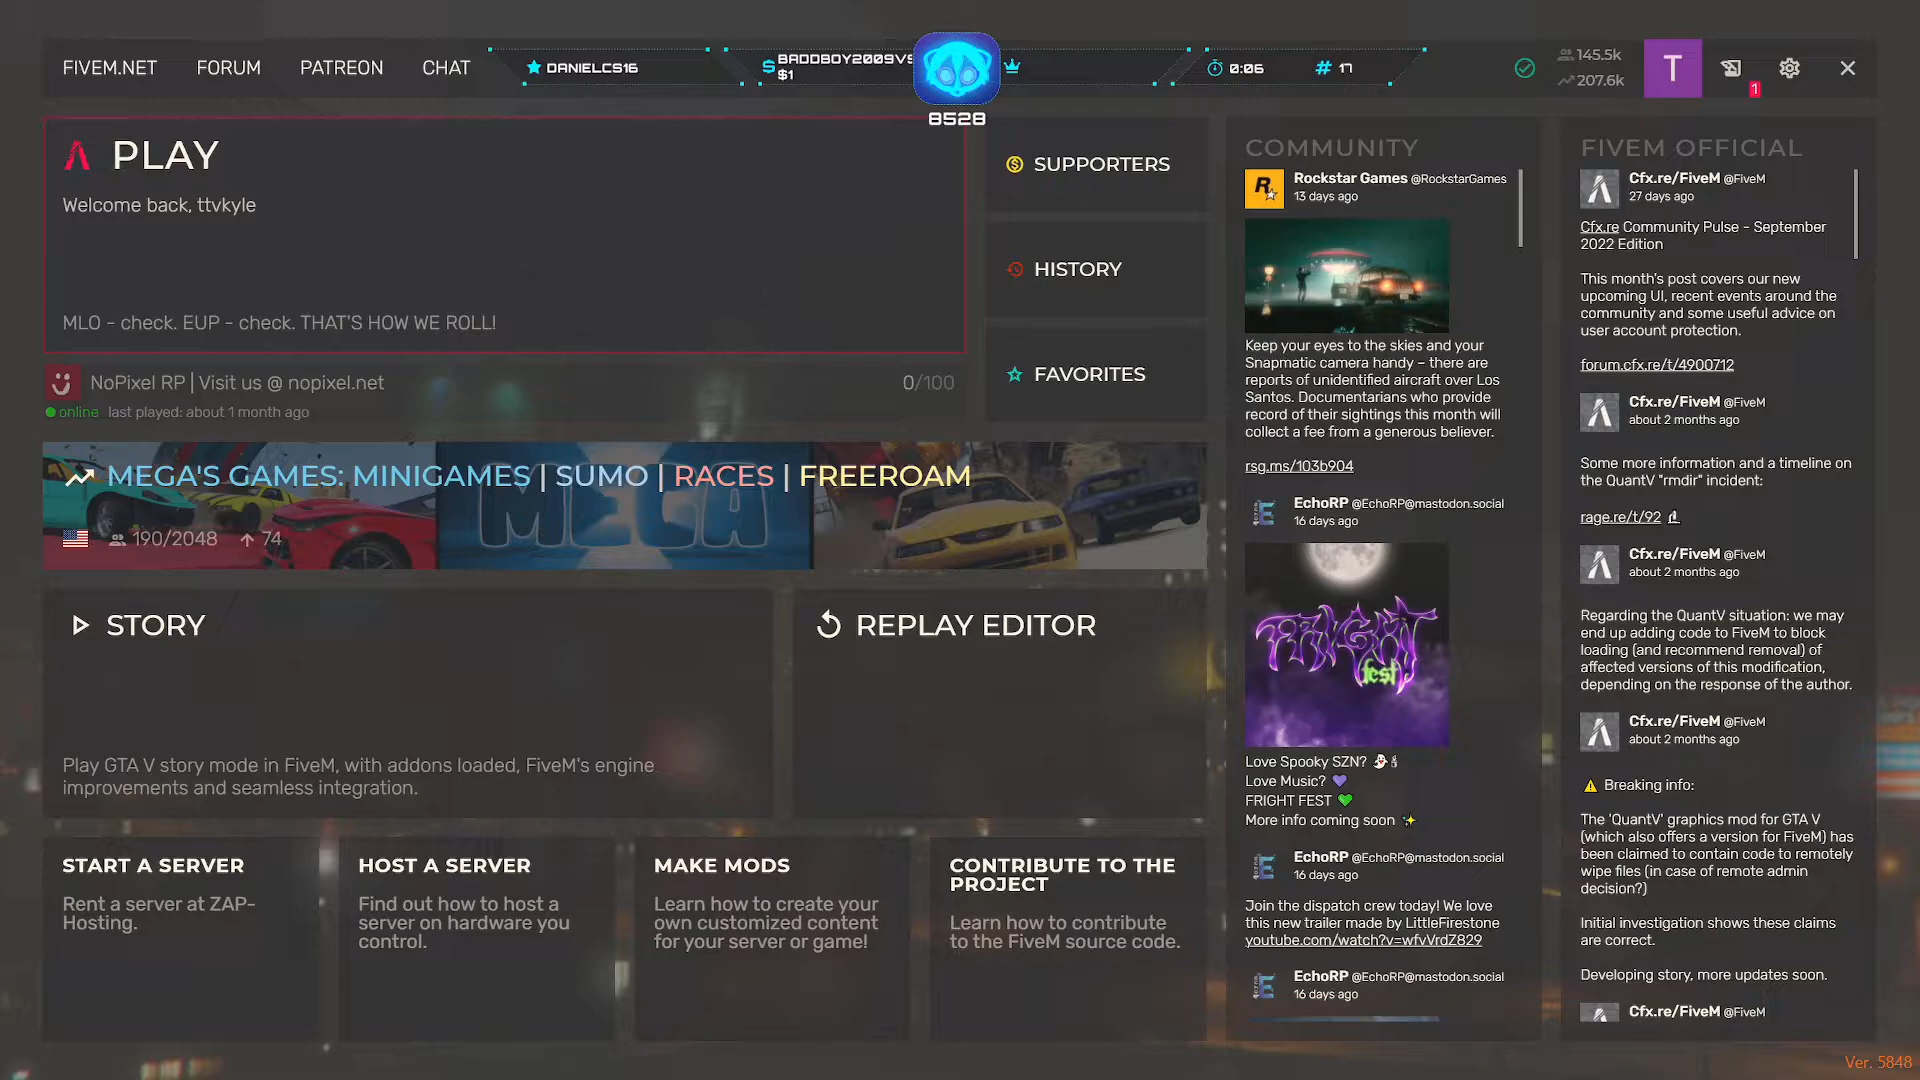 FIVEM.NET
FORUM
PATREON
CHAT
DANIELCS16
$1
8528
0:06
# 17
145.5k
207.6k
T
1
PLAY
Welcome back, ttvkyle
MLO - check. EUP - check. THAT'S HOW WE ROLL!
NoPixel RP | Visit us @ nopixel.net
0/100
online last played: about 1 month ago
SUPPORTERS
HISTORY
FAVORITES
MEGA'S GAMES: MINIGAMES | SUMO | RACES | FREEROAM
MEGA
190/2048
74
STORY
Play GTA V story mode in FiveM, with addons loaded, FiveM's engine
improvements and seamless integration.
REPLAY EDITOR
START A SERVER
Rent a server at ZAP-
Hosting.
HOST A SERVER
Find out how to host a
server on hardware you
control.
MAKE MODS
Learn how to create your
own customized content
for your server or game!
CONTRIBUTE TO THE
PROJECT
Learn how to contribute
to the FiveM source code.
COMMUNITY
Rockstar Games @RockstarGames
13 days ago
Keep your eyes to the skies and your
Snapmatic camera handy – there are
reports of unidentified aircraft over Los
Santos. Documentarians who provide
record of their sightings this month will
collect a fee from a generous believer.
rsg.ms/103b904
EchoRP @EchoRP@mastodon.social
16 days ago
FRIGHT
fest
Love Spooky SZN? 👻🕯
Love Music? 💜
FRIGHT FEST 💚
More info coming soon ✨
EchoRP @EchoRP@mastodon.social
16 days ago
Join the dispatch crew today! We love
this new trailer made by LittleFirestone
youtube.com/watch?v=wfvVrdZ829
EchoRP @EchoRP@mastodon.social
16 days ago
FIVEM OFFICIAL
Cfx.re/FiveM @FiveM
27 days ago
Cfx.re Community Pulse - September
2022 Edition
This month's post covers our new
upcoming UI, recent events around the
community and some useful advice on
user account protection.
forum.cfx.re/t/4900712
Cfx.re/FiveM @FiveM
about 2 months ago
Some more information and a timeline on
the QuantV "rmdir" incident:
rage.re/t/92
Cfx.re/FiveM @FiveM
about 2 months ago
Regarding the QuantV situation: we may
end up adding code to FiveM to block
loading (and recommend removal) of
affected versions of this modification,
depending on the response of the author.
Cfx.re/FiveM @FiveM
about 2 months ago
⚠ Breaking info:
The 'QuantV' graphics mod for GTA V
(which also offers a version for FiveM) has
been claimed to contain code to remotely
wipe files (in case of remote admin
decision?)
Initial investigation shows these claims
are correct.
Developing story, more updates soon.
Cfx.re/FiveM @FiveM
Ver. 5848